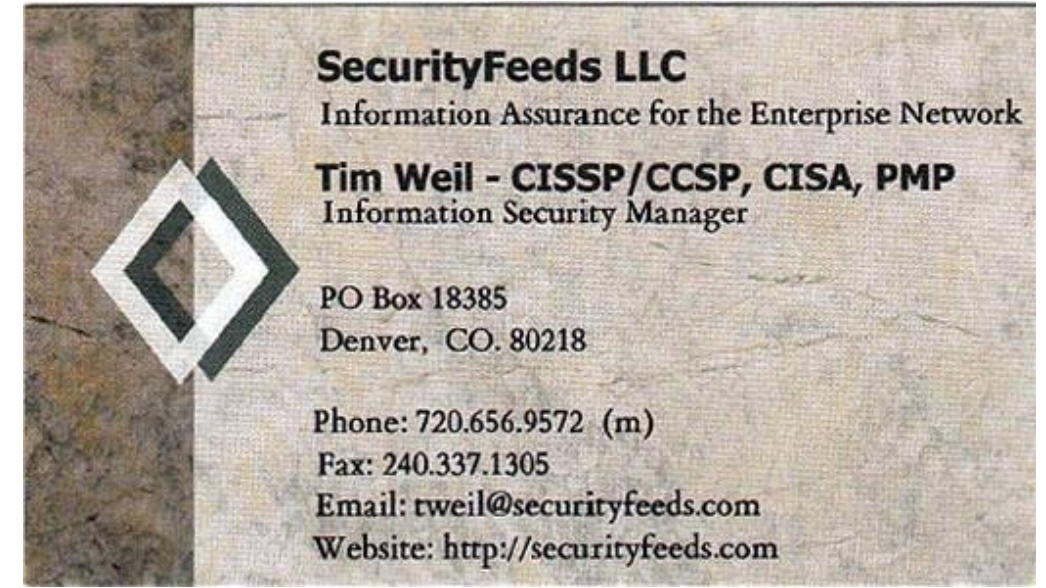 SecurityFeeds LLC
Information Assurance for the Enterprise Network
Tim Weil - CISSP/CCSP, CISA, PMP
Information Security Manager
PO Box 18385
Denver, CO. 80218
Phone: 720.656.9572 (m)
Fax: 240.337.1305
Email: tweil@securityfeeds.com
Website: http://securityfeeds.com